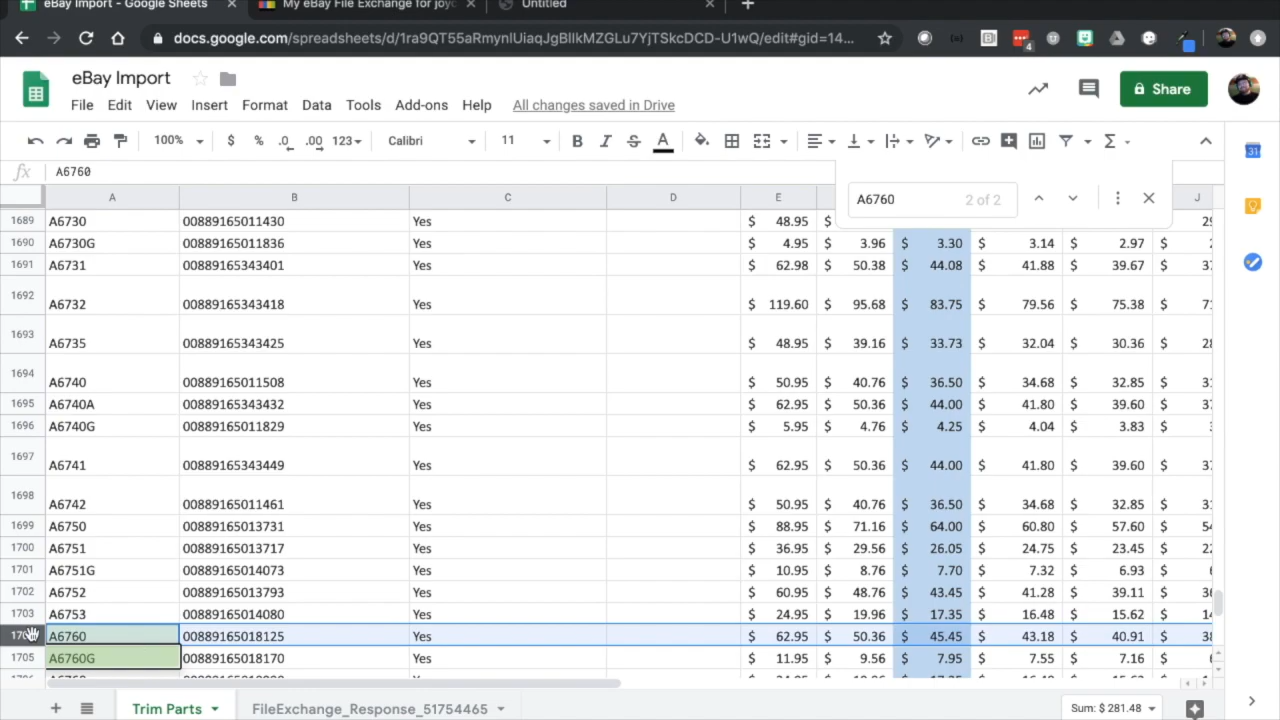 eBay Import - Google Sheets
My eBay File Exchange for joyc
Untitled
docs.google.com/spreadsheets/d/1ra9QT55aRmynlUiaqJgBllkMZGLu7YjTSkcDCD-U1wQ/edit#gid=14...
4
eBay Import
File Edit View Insert Format Data Tools Add-ons Help All changes saved in Drive
Share
100% $ % .0 .00 123 Calibri 11 B I S A Σ
31
fx A6760
A6760 2 of 2
A B C D E J
1689 A6730 00889165011430 Yes $ 48.95 $
1690 A6730G 00889165011836 Yes $ 4.95 $ 3.96 $ 3.30 $ 3.14 $ 2.97 $
1691 A6731 00889165343401 Yes $ 62.98 $ 50.38 $ 44.08 $ 41.88 $ 39.67 $
1692 A6732 00889165343418 Yes $ 119.60 $ 95.68 $ 83.75 $ 79.56 $ 75.38 $
1693 A6735 00889165343425 Yes $ 48.95 $ 39.16 $ 33.73 $ 32.04 $ 30.36 $
1694 A6740 00889165011508 Yes $ 50.95 $ 40.76 $ 36.50 $ 34.68 $ 32.85 $
1695 A6740A 00889165343432 Yes $ 62.95 $ 50.36 $ 44.00 $ 41.80 $ 39.60 $
1696 A6740G 00889165011829 Yes $ 5.95 $ 4.76 $ 4.25 $ 4.04 $ 3.83 $
1697 A6741 00889165343449 Yes $ 62.95 $ 50.36 $ 44.00 $ 41.80 $ 39.60 $
1698 A6742 00889165011461 Yes $ 50.95 $ 40.76 $ 36.50 $ 34.68 $ 32.85 $
1699 A6750 00889165013731 Yes $ 88.95 $ 71.16 $ 64.00 $ 60.80 $ 57.60 $
1700 A6751 00889165013717 Yes $ 36.95 $ 29.56 $ 26.05 $ 24.75 $ 23.45 $
1701 A6751G 00889165014073 Yes $ 10.95 $ 8.76 $ 7.70 $ 7.32 $ 6.93 $
1702 A6752 00889165013793 Yes $ 60.95 $ 48.76 $ 43.45 $ 41.28 $ 39.11 $
1703 A6753 00889165014080 Yes $ 24.95 $ 19.96 $ 17.35 $ 16.48 $ 15.62 $
A6760 00889165018125 Yes $ 62.95 $ 50.36 $ 45.45 $ 43.18 $ 40.91 $
1705 A6760G 00889165018170 Yes $ 11.95 $ 9.56 $ 7.95 $ 7.55 $ 7.16 $
Trim Parts
FileExchange_Response_51754465
Sum: $ 281.48